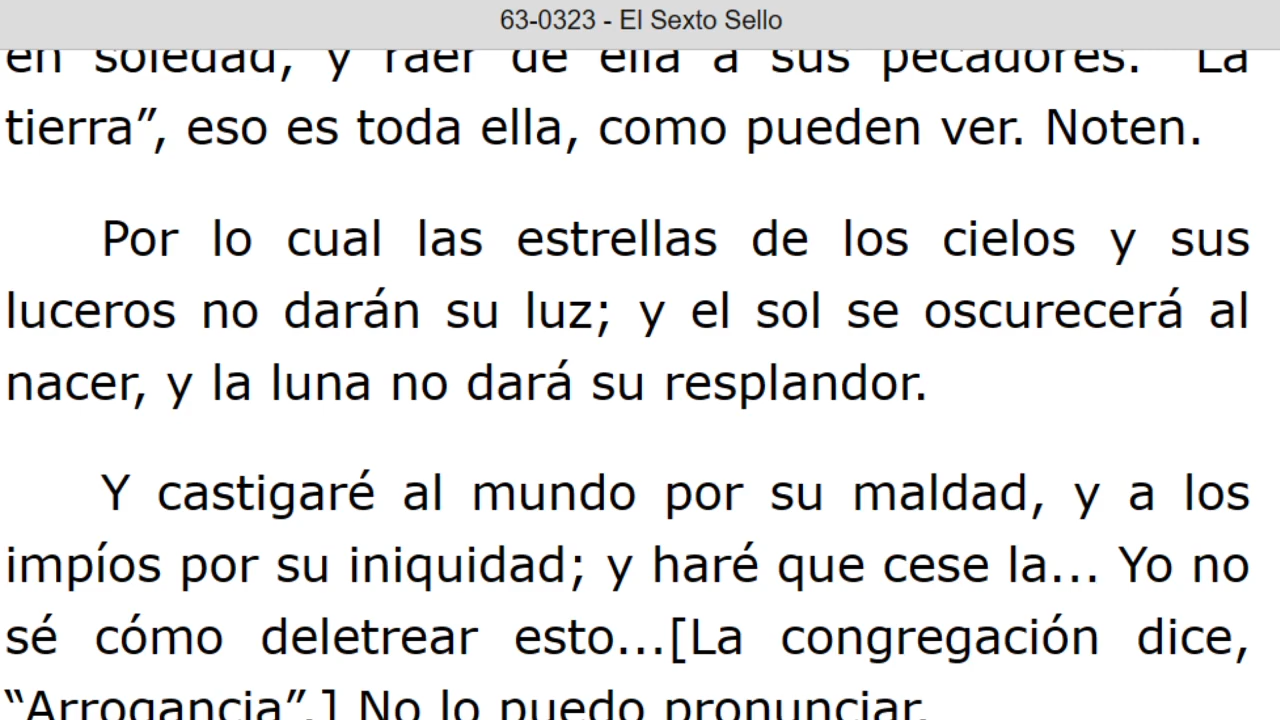 63-0323 - El Sexto Sello
en soledad, y raer de ella a sus pecadores. “La
tierra”, eso es toda ella, como pueden ver. Noten.
Por lo cual las estrellas de los cielos y sus
luceros no darán su luz; y el sol se oscurecerá al
nacer, y la luna no dará su resplandor.
Y castigaré al mundo por su maldad, y a los
impíos por su iniquidad; y haré que cese la... Yo no
sé cómo deletrear esto...[La congregación dice,
“Arrogancia”.] No lo puedo pronunciar.